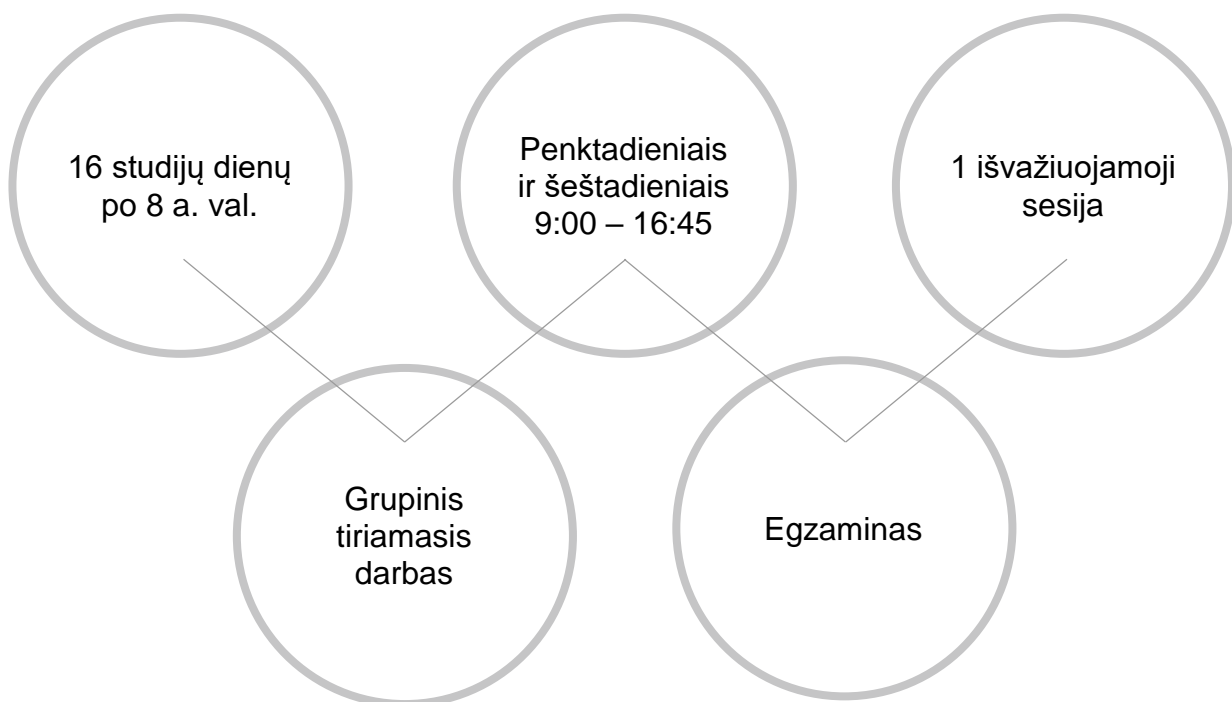 16 studijų dienų
po 8 a. val.
Penktadieniais
ir šeštadieniais
9:00 – 16:45
1 išvažiuojamoji
sesija
Grupinis
tiriamasis
darbas
Egzaminas